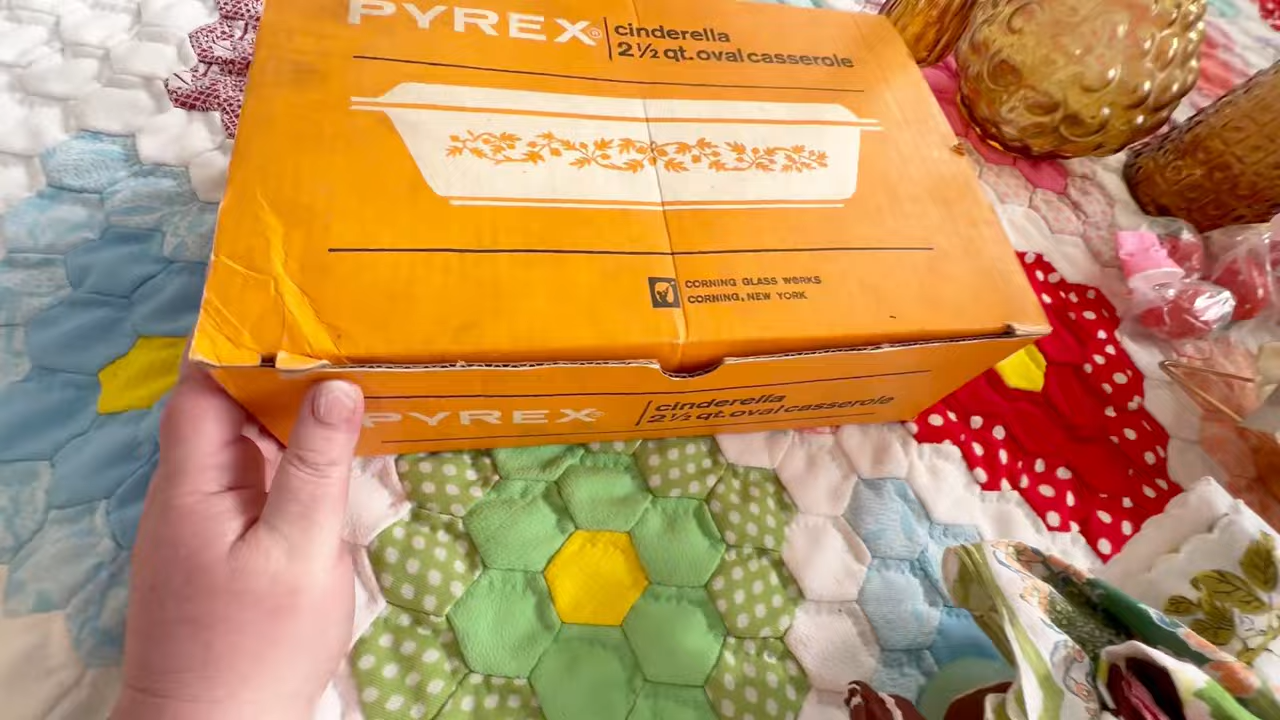 PYREX® cinderella
2½ qt. oval casserole
CORNING GLASS WORKS
CORNING, NEW YORK
PYREX® cinderella
2½ qt. oval casserole